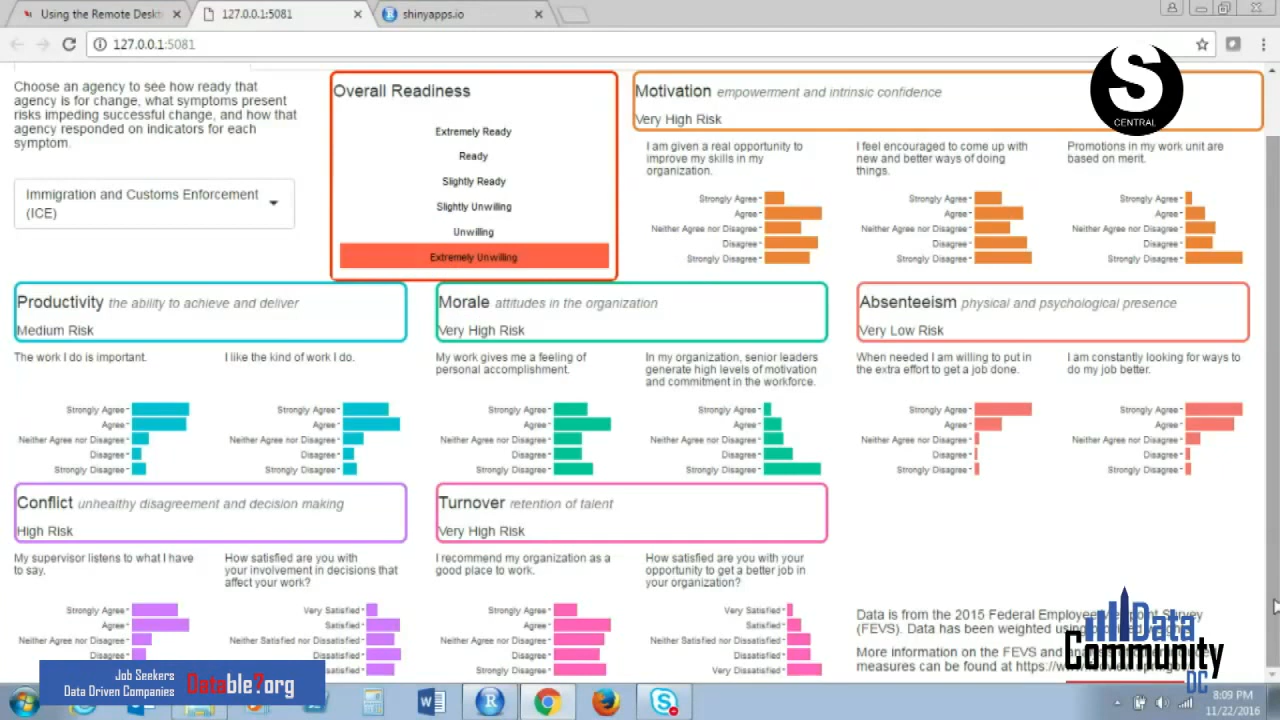 Using the Remote Deskt
127.0.0.1:5081
shinyapps.io
127.0.0.1:5081
S
CENTRAL
Choose an agency to see how ready that
agency is for change, what symptoms present
risks impeding successful change, and how that
agency responded on indicators for each
symptom.
Immigration and Customs Enforcement
(ICE)
Overall Readiness
Extremely Ready
Ready
Slightly Ready
Slightly Unwilling
Unwilling
Extremely Unwilling
Motivation empowerment and intrinsic confidence
Very High Risk
I am given a real opportunity to
improve my skills in my
organization.
Strongly Agree
Agree
Neither Agree nor Disagree
Disagree
Strongly Disagree
I feel encouraged to come up with
new and better ways of doing
things.
Strongly Agree
Agree
Neither Agree nor Disagree
Disagree
Strongly Disagree
Promotions in my work unit are
based on merit.
Strongly Agree
Agree
Neither Agree nor Disagree
Disagree
Strongly Disagree
Productivity the ability to achieve and deliver
Medium Risk
The work I do is important.
Strongly Agree
Agree
Neither Agree nor Disagree
Disagree
Strongly Disagree
I like the kind of work I do.
Strongly Agree
Agree
Neither Agree nor Disagree
Disagree
Strongly Disagree
Morale attitudes in the organization
Very High Risk
My work gives me a feeling of
personal accomplishment.
Strongly Agree
Agree
Neither Agree nor Disagree
Disagree
Strongly Disagree
In my organization, senior leaders
generate high levels of motivation
and commitment in the workforce.
Strongly Agree
Agree
Neither Agree nor Disagree
Disagree
Strongly Disagree
Absenteeism physical and psychological presence
Very Low Risk
When needed I am willing to put in
the extra effort to get a job done.
Strongly Agree
Agree
Neither Agree nor Disagree
Disagree
Strongly Disagree
I am constantly looking for ways to
do my job better.
Strongly Agree
Agree
Neither Agree nor Disagree
Disagree
Strongly Disagree
Conflict unhealthy disagreement and decision making
High Risk
My supervisor listens to what I have
to say.
Strongly Agree
Agree
Neither Agree nor Disagree
Disagree
How satisfied are you with
your involvement in decisions that
affect your work?
Very Satisfied
Satisfied
Neither Satisfied nor Dissatisfied
Dissatisfied
Dissatisfied
Turnover retention of talent
Very High Risk
I recommend my organization as a
good place to work.
Strongly Agree
Agree
Neither Agree nor Disagree
Disagree
Strongly Disagree
How satisfied are you with your
opportunity to get a better job in
your organization?
Very Satisfied
Satisfied
Neither Satisfied nor Dissatisfied
Dissatisfied
Very Dissatisfied
Data is from the 2015 Federal Employee Survey
(FEVS). Data has been weighted
More information on the FEVS and
measures can be found at
Data
Community
DC
Job Seekers
Data Driven Companies
Datable?org
8:09 PM
11/22/2016